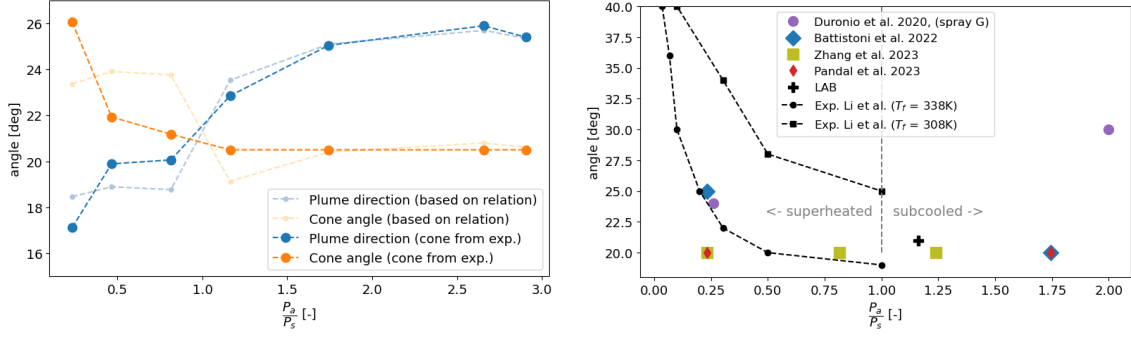 26
24
22
20
18
16
angle [deg]
Plume direction (based on relation)
Cone angle (based on relation)
Plume direction (cone from exp.)
Cone angle (cone from exp.)
0.5
1.0
1.5
2.0
2.5
3.0
Pa/Ps [-]
40.0
37.5
35.0
32.5
30.0
27.5
25.0
22.5
20.0
angle [deg]
Duronio et al. 2020, (spray G)
Battistoni et al. 2022
Zhang et al. 2023
Pandal et al. 2023
LAB
Exp. Li et al. (Tf = 338K)
Exp. Li et al. (Tf = 308K)
<- superheated
subcooled ->
0.00
0.25
0.50
0.75
1.00
1.25
1.50
1.75
2.00
Pa/Ps [-]